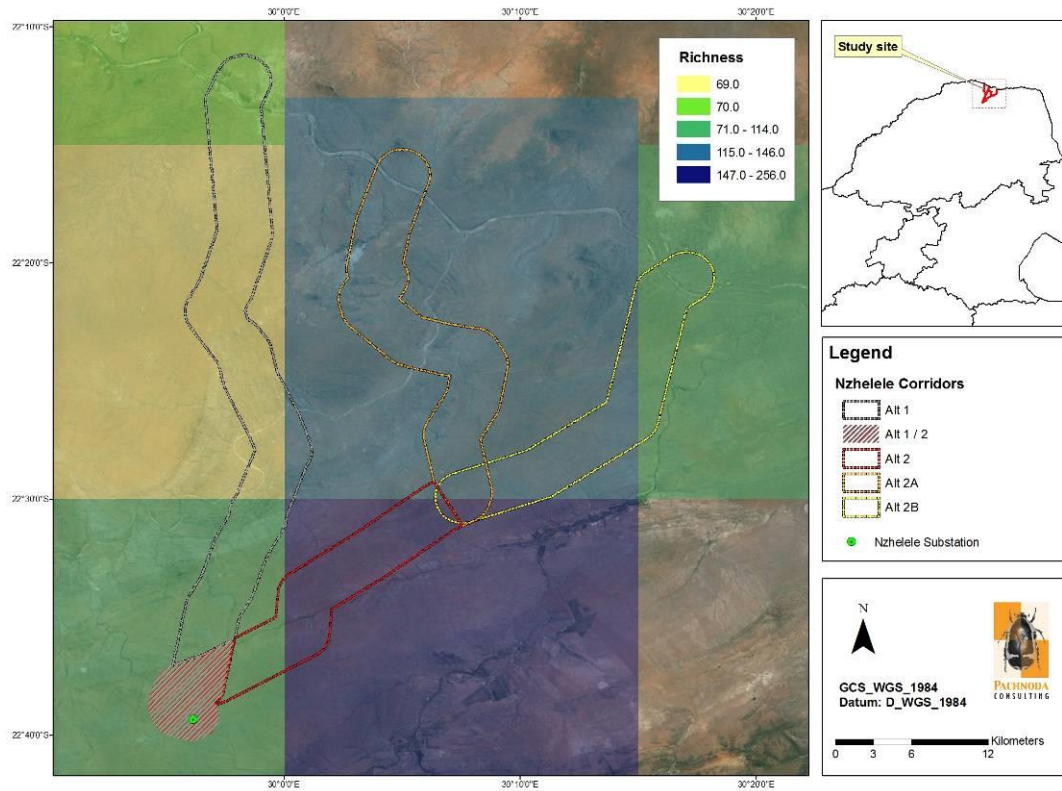 30°0'0"E
30°10'0"E
30°20'0"E
22°10'0"S
22°20'0"S
22°30'0"S
22°40'0"S
30°0'0"E
30°10'0"E
30°20'0"E
Richness
69.0
70.0
71.0 - 114.0
115.0 - 146.0
147.0 - 256.0
Study site
Legend
Nzhelele Corridors
Alt 1
Alt 1 / 2
Alt 2
Alt 2A
Alt 2B
Nzhelele Substation
N
GCS_WGS_1984
Datum: D_WGS_1984
PACHNODA
CONSULTING
Kilometers
0 3 6 12